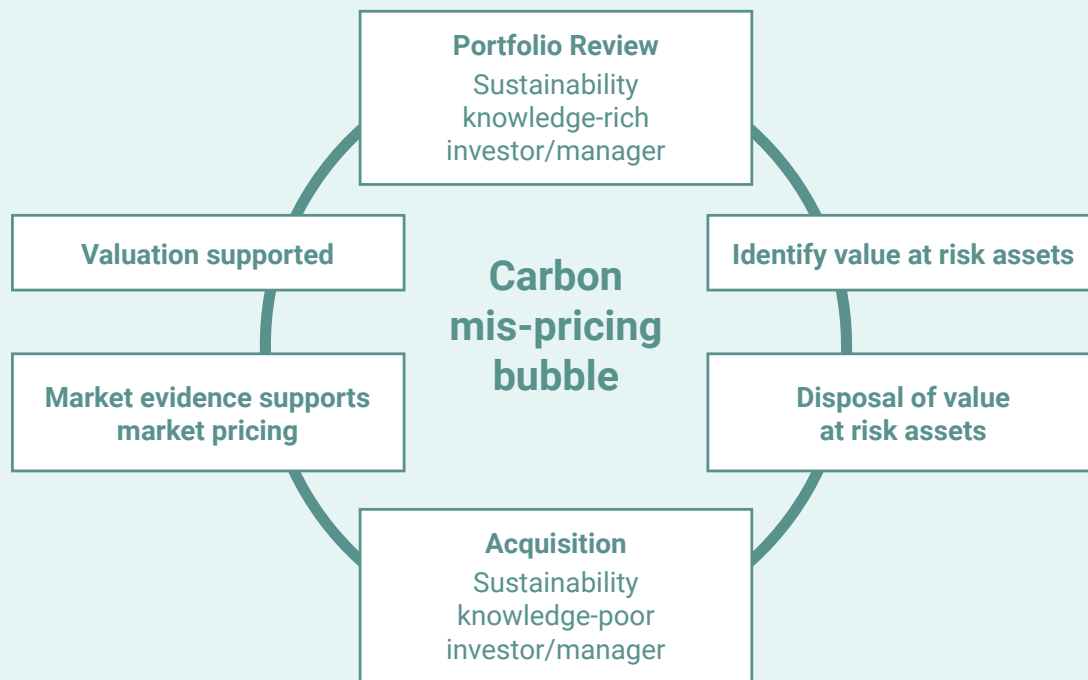 Portfolio Review
Sustainability
knowledge-rich
investor/manager
Valuation supported
Identify value at risk assets
Carbon
mis-pricing
bubble
Market evidence supports
market pricing
Disposal of value
at risk assets
Acquisition
Sustainability
knowledge-poor
investor/manager